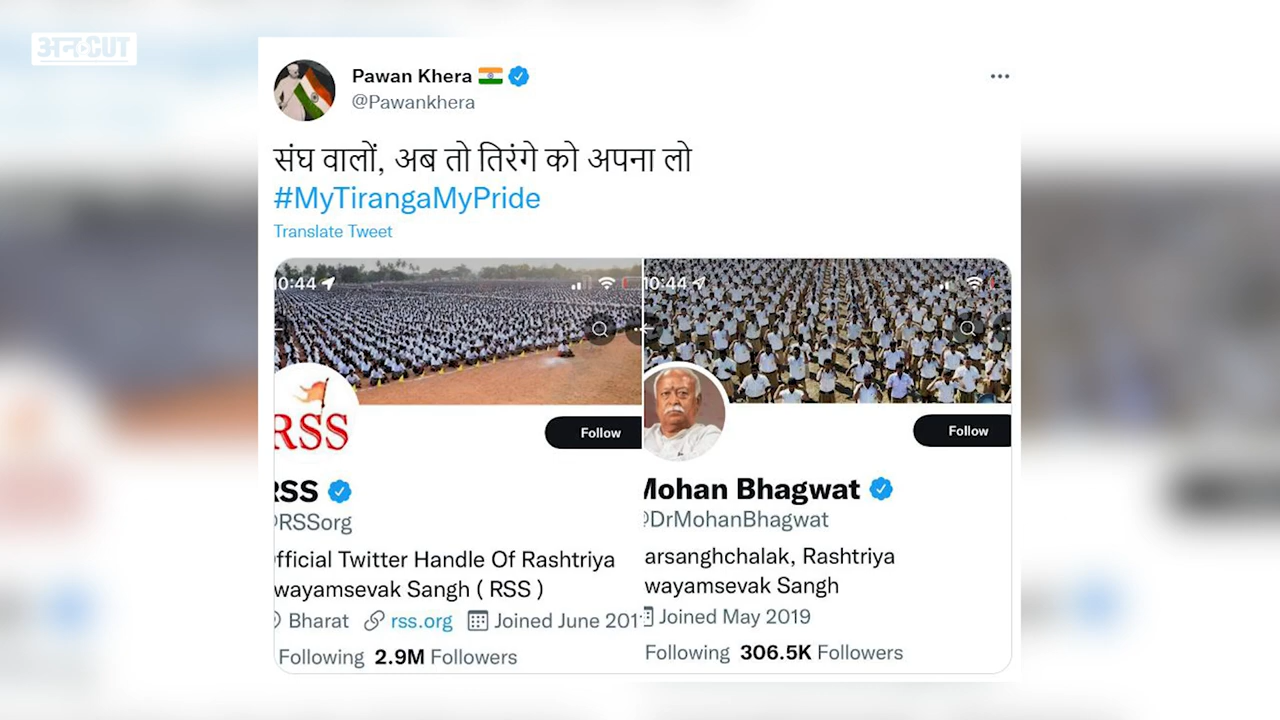 अनCUT
Pawan Khera
@Pawankhera
संघ वालों, अब तो तिरंगे को अपना लो
#MyTirangaMyPride
Translate Tweet
10:44
RSS
Follow
RSS
@RSSorg
Official Twitter Handle Of Rashtriya
Swayamsevak Sangh ( RSS )
Bharat rss.org Joined June 201
Following 2.9M Followers
10:44
Follow
Mohan Bhagwat
@DrMohanBhagwat
arsanghchalak, Rashtriya
wayamsevak Sangh
Joined May 2019
Following 306.5K Followers